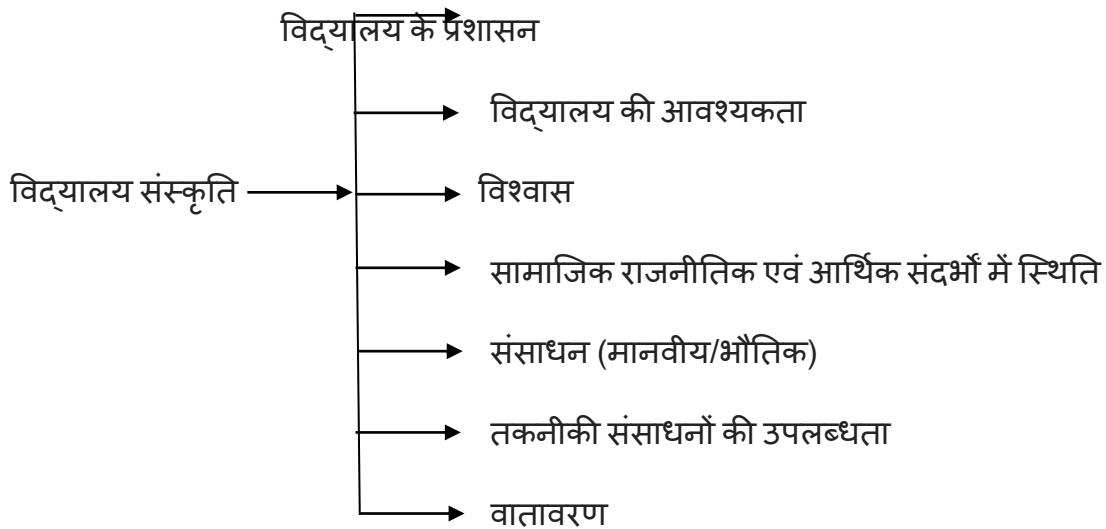 विद्यालय के प्रशासन
विद्यालय की आवश्यकता
विद्यालय संस्कृति
विश्वास
सामाजिक राजनीतिक एवं आर्थिक संदर्भों में स्थिति
संसाधन (मानवीय/भौतिक)
तकनीकी संसाधनों की उपलब्धता
वातावरण